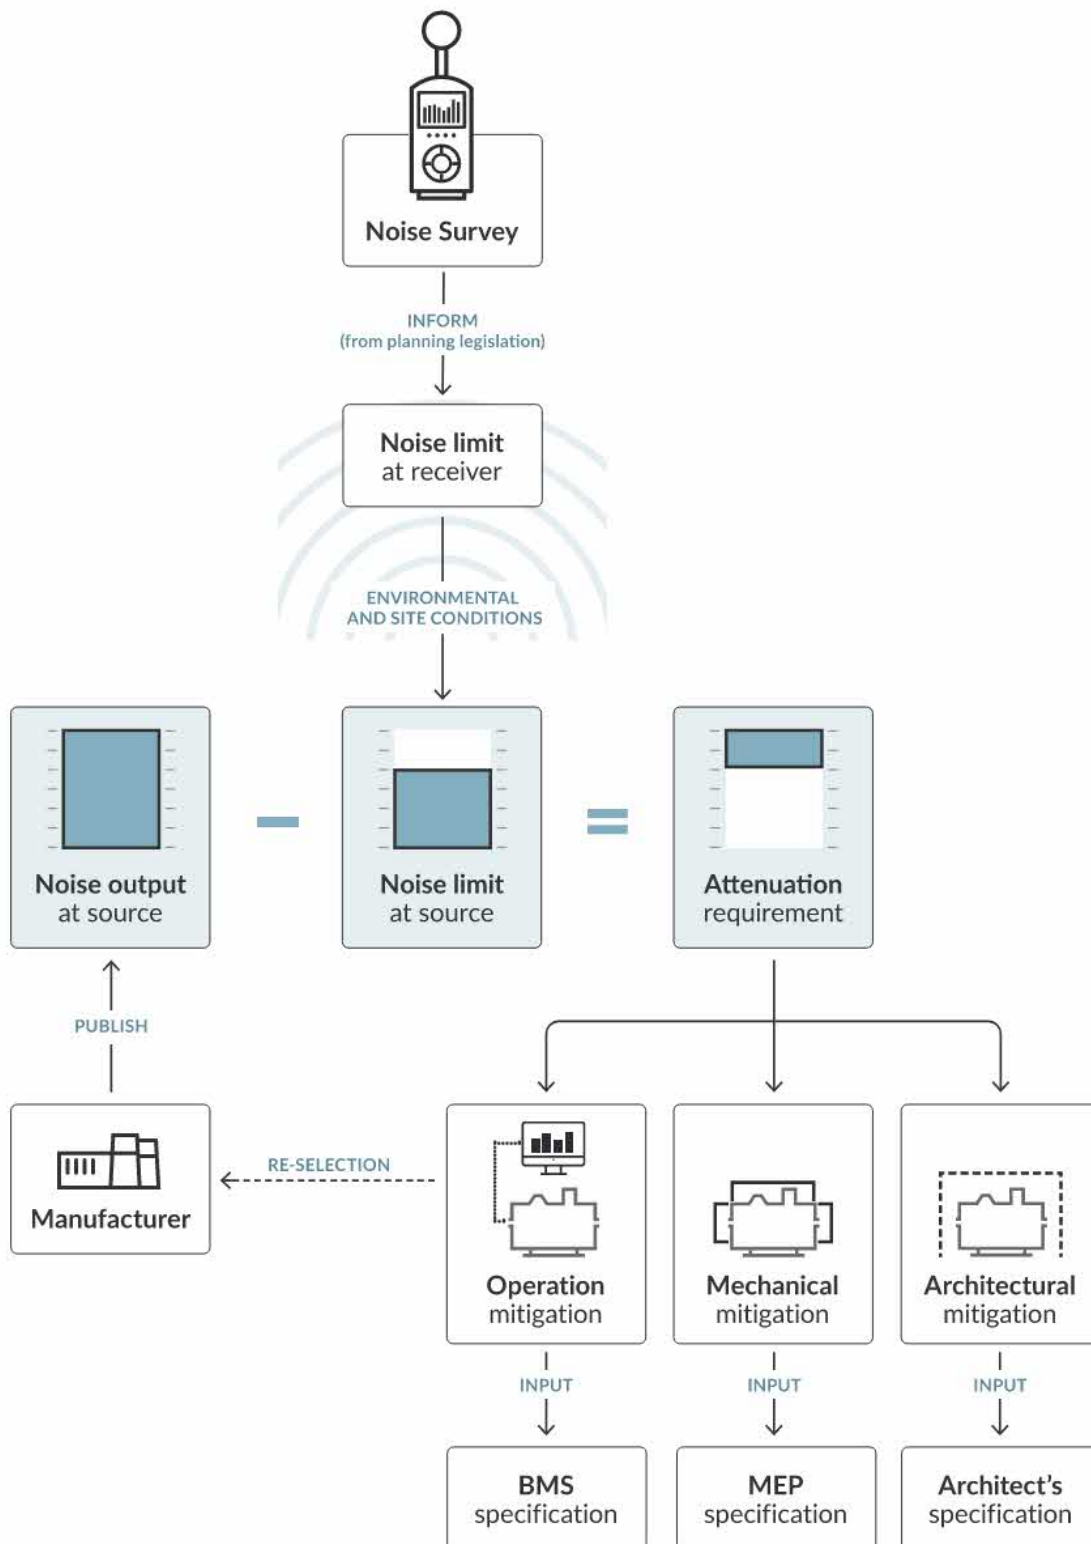 Noise Survey
INFORM
(from planning legislation)
Noise limit
at receiver
ENVIRONMENTAL
AND SITE CONDITIONS
Noise output
at source
Noise limit
at source
Attenuation
requirement
PUBLISH
Manufacturer
RE-SELECTION
Operation
mitigation
Mechanical
mitigation
Architectural
mitigation
INPUT
INPUT
INPUT
BMS
specification
MEP
specification
Architect's
specification